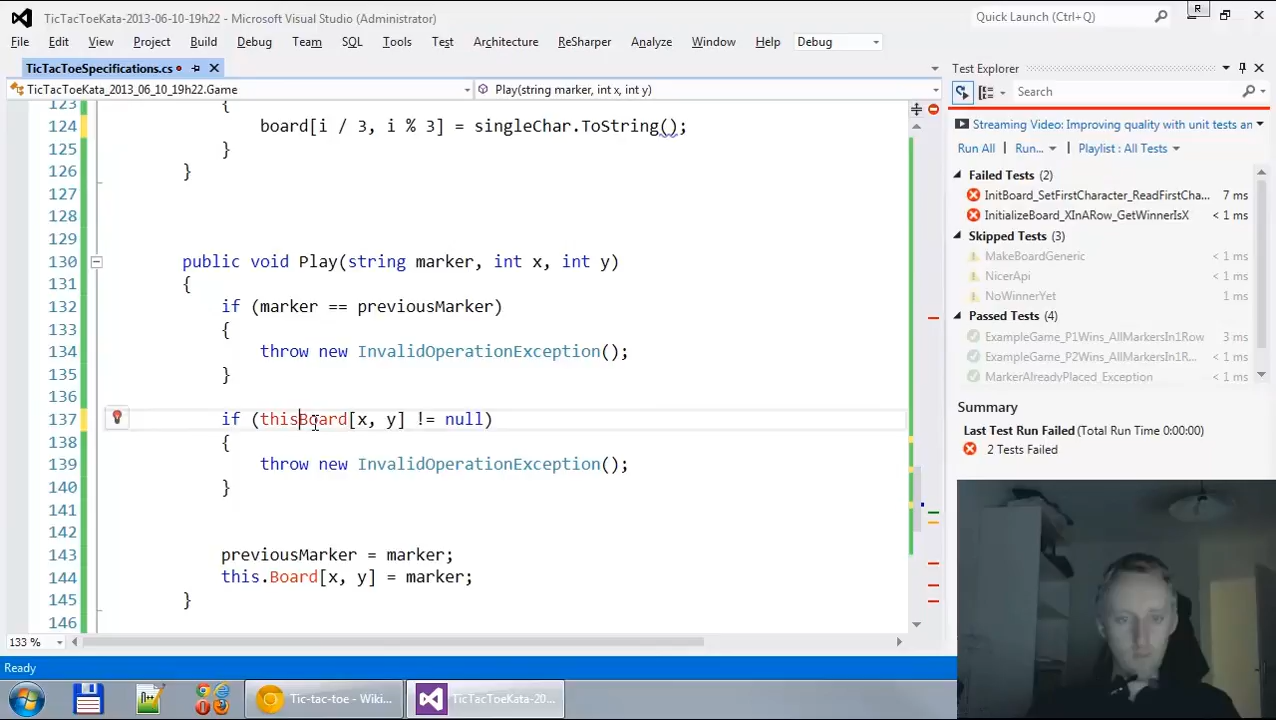 TicTacToeKata-2013-06-10-19h22 - Microsoft Visual Studio (Administrator)
R
Quick Launch (Ctrl+Q)
File Edit View Project Build Debug Team SQL Tools Test Architecture ReSharper Analyze Window Help Debug
TicTacToeSpecifications.cs
TicTacToeKata_2013_06_10_19h22.Game
Play(string marker, int x, int y)
123 {
124 board[i / 3, i % 3] = singleChar.ToString();
125 }
126 }
127
128
129
130 public void Play(string marker, int x, int y)
131 {
132 if (marker == previousMarker)
133 {
134 throw new InvalidOperationException();
135 }
136
137 if (thisBoard[x, y] != null)
138 {
139 throw new InvalidOperationException();
140 }
141
142
143 previousMarker = marker;
144 this.Board[x, y] = marker;
145 }
146
133 %
Ready
Test Explorer
Search
Streaming Video: Improving quality with unit tests an
Run All Run... Playlist : All Tests
Failed Tests (2)
InitBoard_SetFirstCharacter_ReadFirstCha... 7 ms
InitializeBoard_XInARow_GetWinnerIsX < 1 ms
Skipped Tests (3)
MakeBoardGeneric < 1 ms
NicerApi < 1 ms
NoWinnerYet 1 ms
Passed Tests (4)
ExampleGame_P1Wins_AllMarkersIn1Row 3 ms
ExampleGame_P2Wins_AllMarkersIn1R... < 1 ms
MarkerAlreadyPlaced_Exception < 1 ms
Summary
Last Test Run Failed (Total Run Time 0:00:00)
2 Tests Failed
Tic-tac-toe - Wiki...
TicTacToeKata-20...